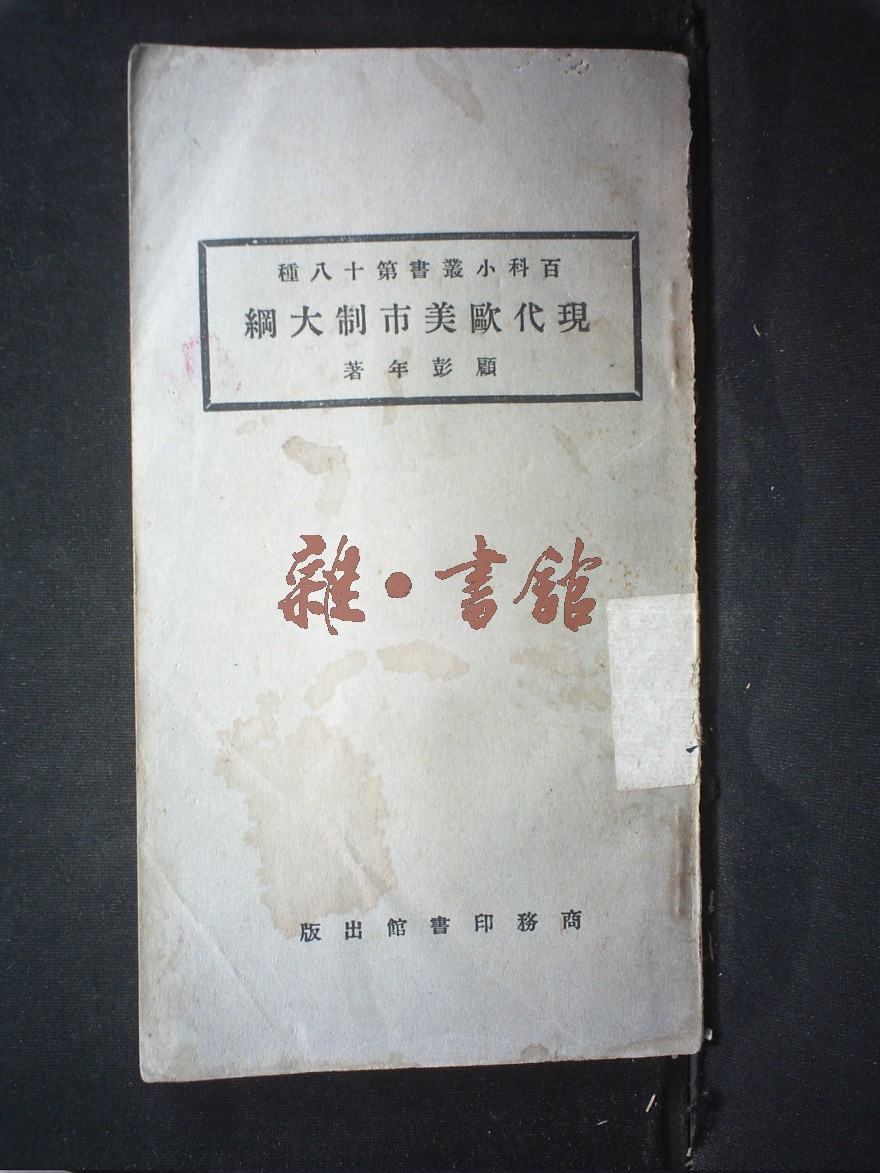 百科小叢書第十八種
現代歐美市制大綱
顧彭年著
雜•書館
商務印書館出版